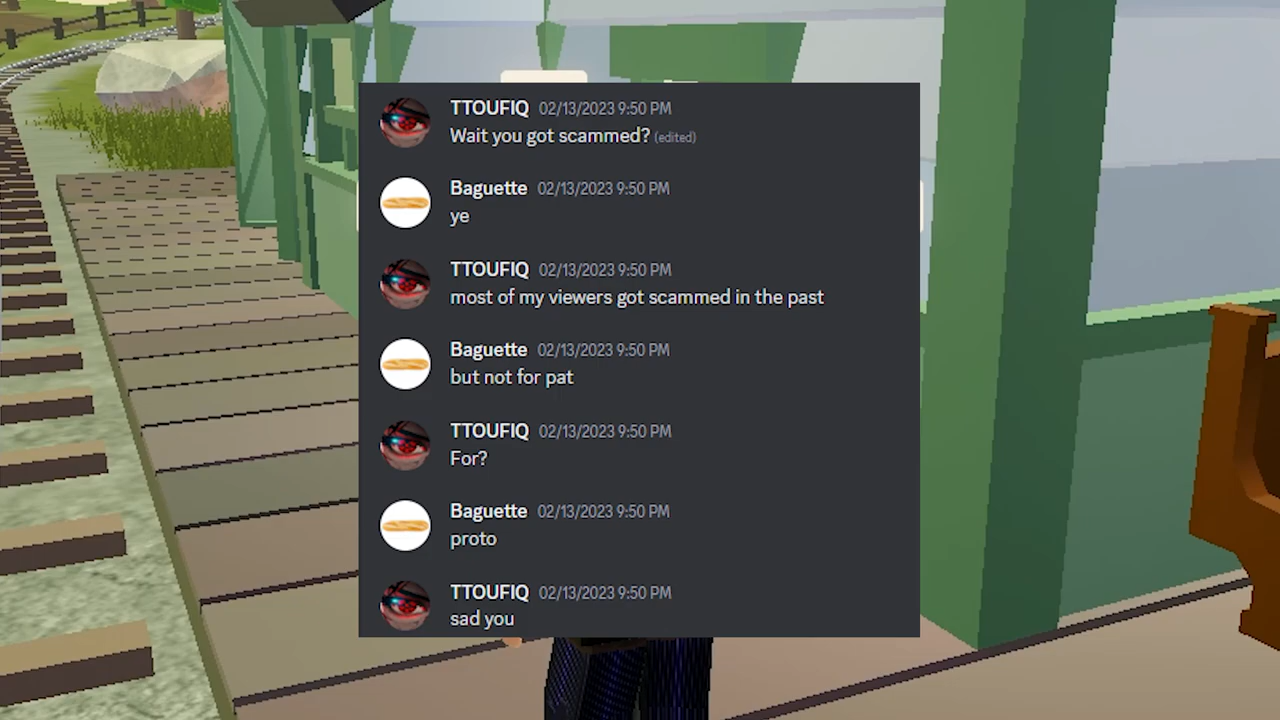 TTOUFIQ 02/13/2023 9:50 PM
Wait you got scammed? (edited)
Baguette 02/13/2023 9:50 PM
ye
TTOUFIQ 02/13/2023 9:50 PM
most of my viewers got scammed in the past
Baguette 02/13/2023 9:50 PM
but not for pat
TTOUFIQ 02/13/2023 9:50 PM
For?
Baguette 02/13/2023 9:50 PM
proto
TTOUFIQ 02/13/2023 9:50 PM
sad you